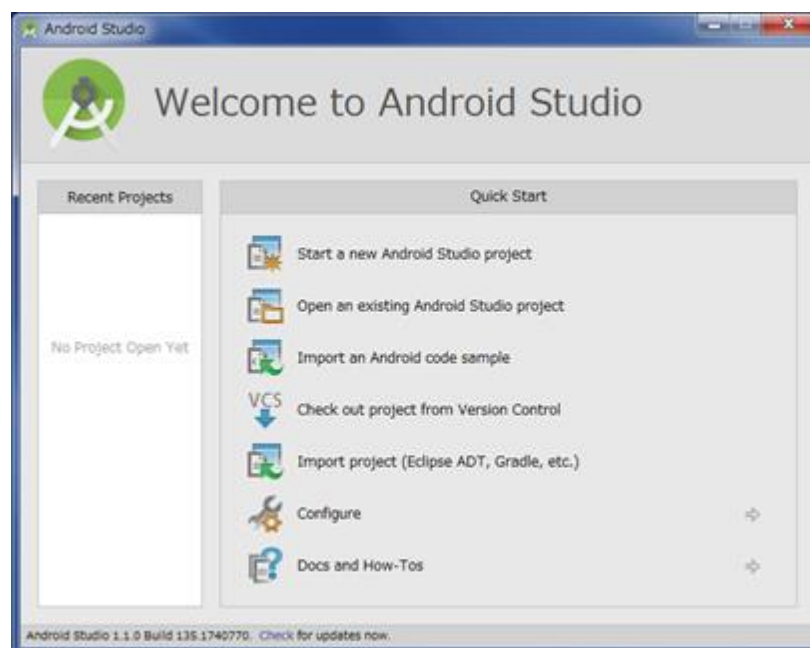 Android Studio
Welcome to Android Studio
Recent Projects
No Project Open Yet
Quick Start
Start a new Android Studio project
Open an existing Android Studio project
Import an Android code sample
VCS
Check out project from Version Control
Import project (Eclipse ADT, Gradle, etc.)
Configure
Docs and How-Tos
Android Studio 1.1.0 Build 135.1740770. Check for updates now.